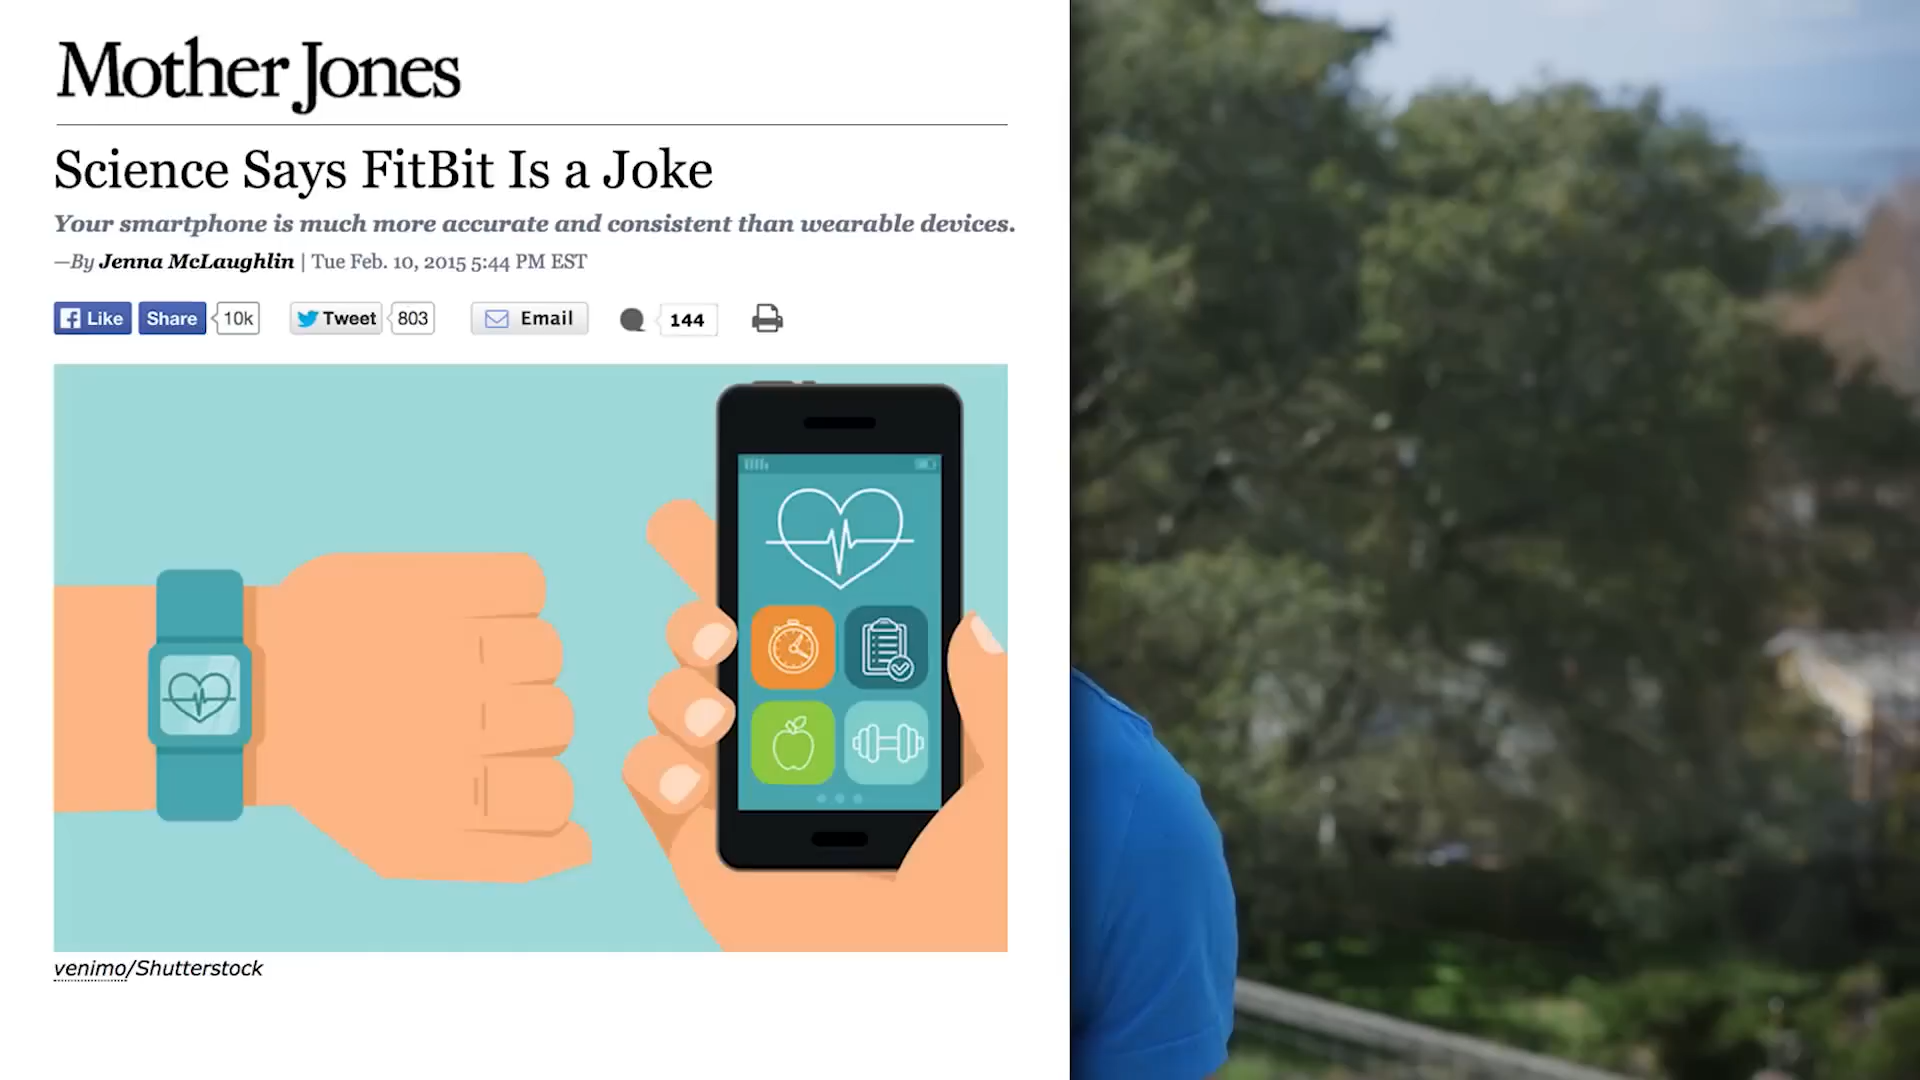 Mother Jones
Science Says FitBit Is a Joke
Your smartphone is much more accurate and consistent than wearable devices.
—By Jenna McLaughlin | Tue Feb. 10, 2015 5:44 PM EST
Like Share 10k Tweet 803 Email 144
venimo/Shutterstock